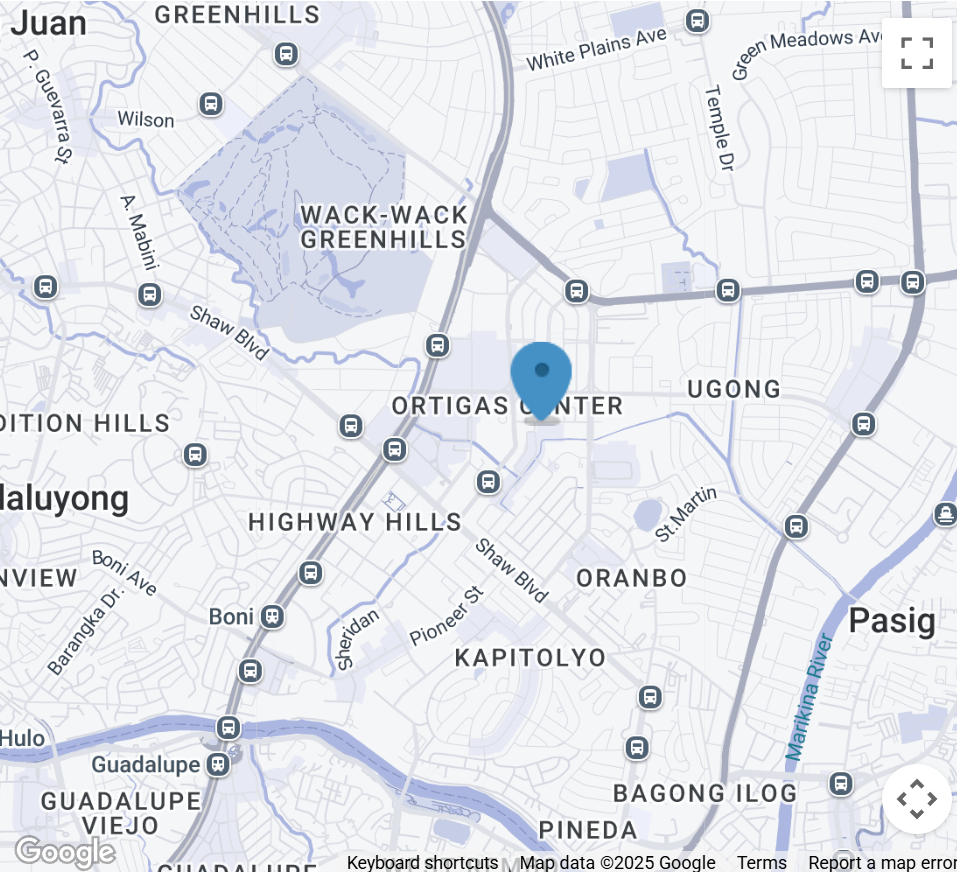 Juan
GREENHILLS
White Plains Ave
Green Meadows Ave
P. Guevarra St
Wilson
Temple Dr
A. Mabini
WACK-WACK
GREENHILLS
Shaw Blvd
UGONG
ORTIGAS CENTER
DITION HILLS
daluyong
HIGHWAY HILLS
St.Martin
Shaw Blvd
NVIEW
Boni Ave
ORANBO
Barangka Dr.
Boni
Sheridan
Pioneer St
Pasig
KAPITOLYO
Marikina River
Hulo
Guadalupe
GUADALUPE
VIEJO
BAGONG ILOG
PINEDA
Google
GUADALUPE
Keyboard shortcuts
Map data ©2025 Google
Terms
Report a map error